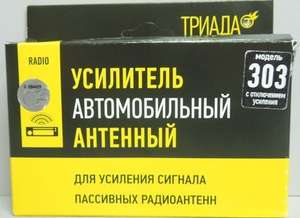 ТРИАДА
RADIO
МОДЕЛЬ
303
С ОТКЛЮЧЕНИЕМ
УСИЛЕНИЯ
УСИЛИТЕЛЬ
АВТОМОБИЛЬНЫЙ
АНТЕННЫЙ
ДЛЯ УСИЛЕНИЯ СИГНАЛА
ПАССИВНЫХ РАДИОАНТЕНН